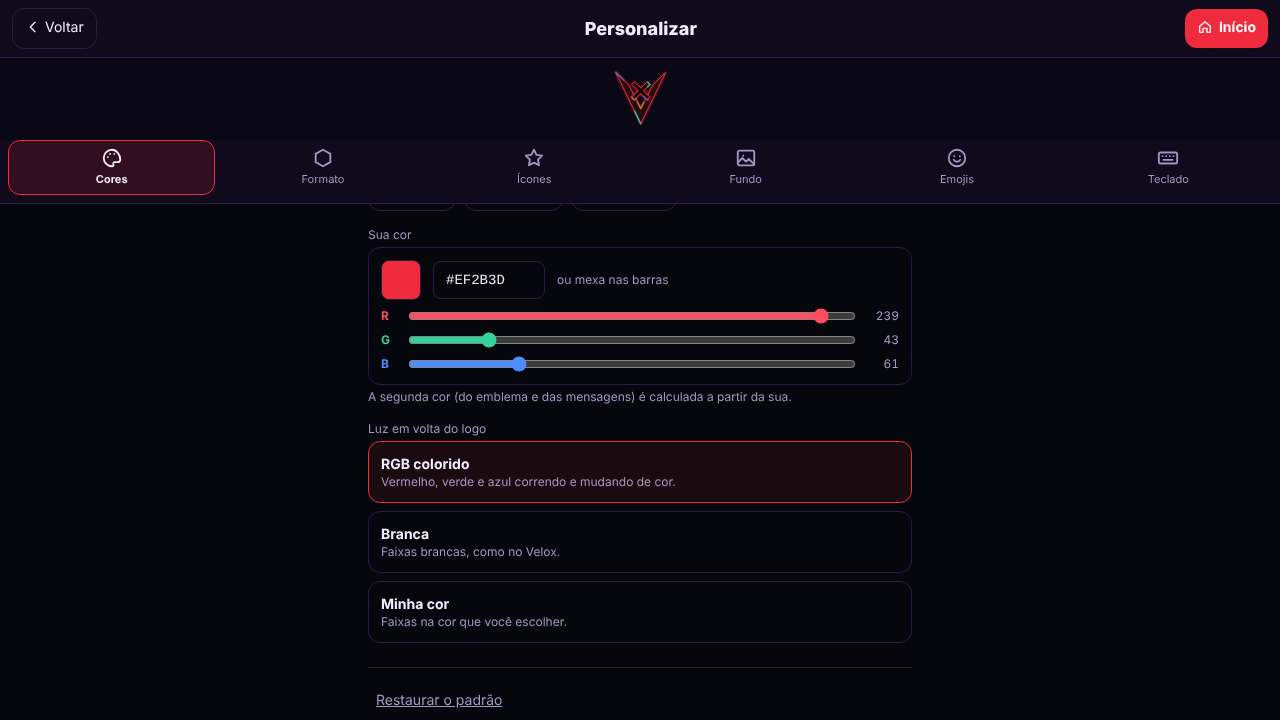 Voltar
Personalizar
Início
Cores
Formato
Ícones
Fundo
Emojis
Teclado
Sua cor
#EF2B3D
ou mexa nas barras
R
239
G
43
B
61
A segunda cor (do emblema e das mensagens) é calculada a partir da sua.
Luz em volta do logo
RGB colorido
Vermelho, verde e azul correndo e mudando de cor.
Branca
Faixas brancas, como no Velox.
Minha cor
Faixas na cor que você escolher.
Restaurar o padrão